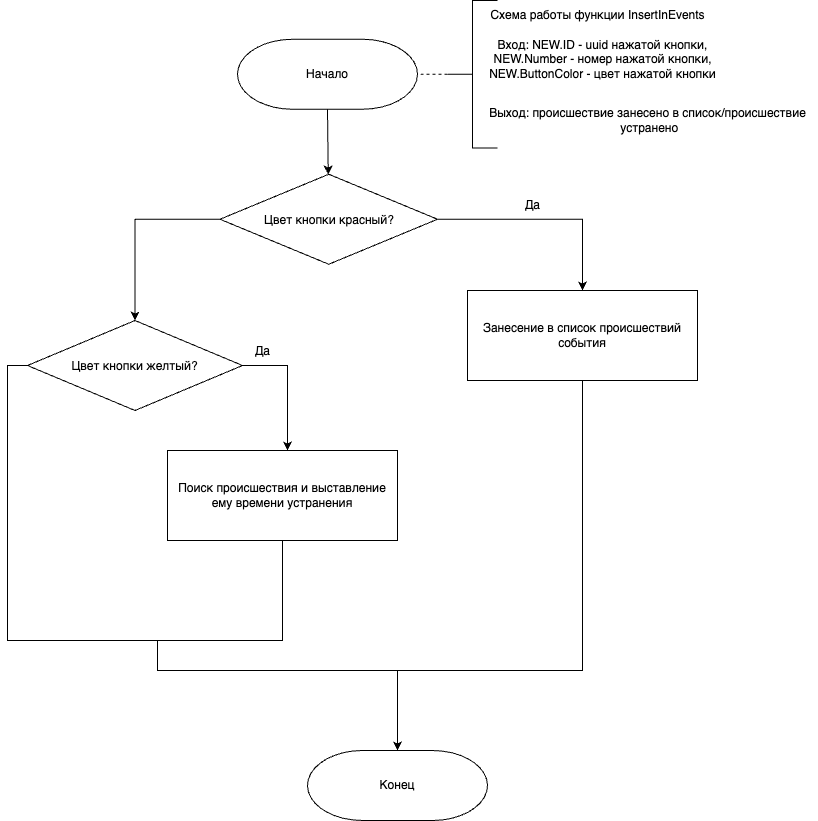 Схема работы функции InsertInEvents
Вход: NEW.ID - uuid нажатой кнопки,
NEW.Number - номер нажатой кнопки,
NEW.ButtonColor - цвет нажатой кнопки
Выход: происшествие занесено в список/происшествие
устранено
Начало
Цвет кнопки красный?
Да
Занесение в список происшествий
события
Цвет кнопки желтый?
Да
Поиск происшествия и выставление
ему времени устранения
Конец